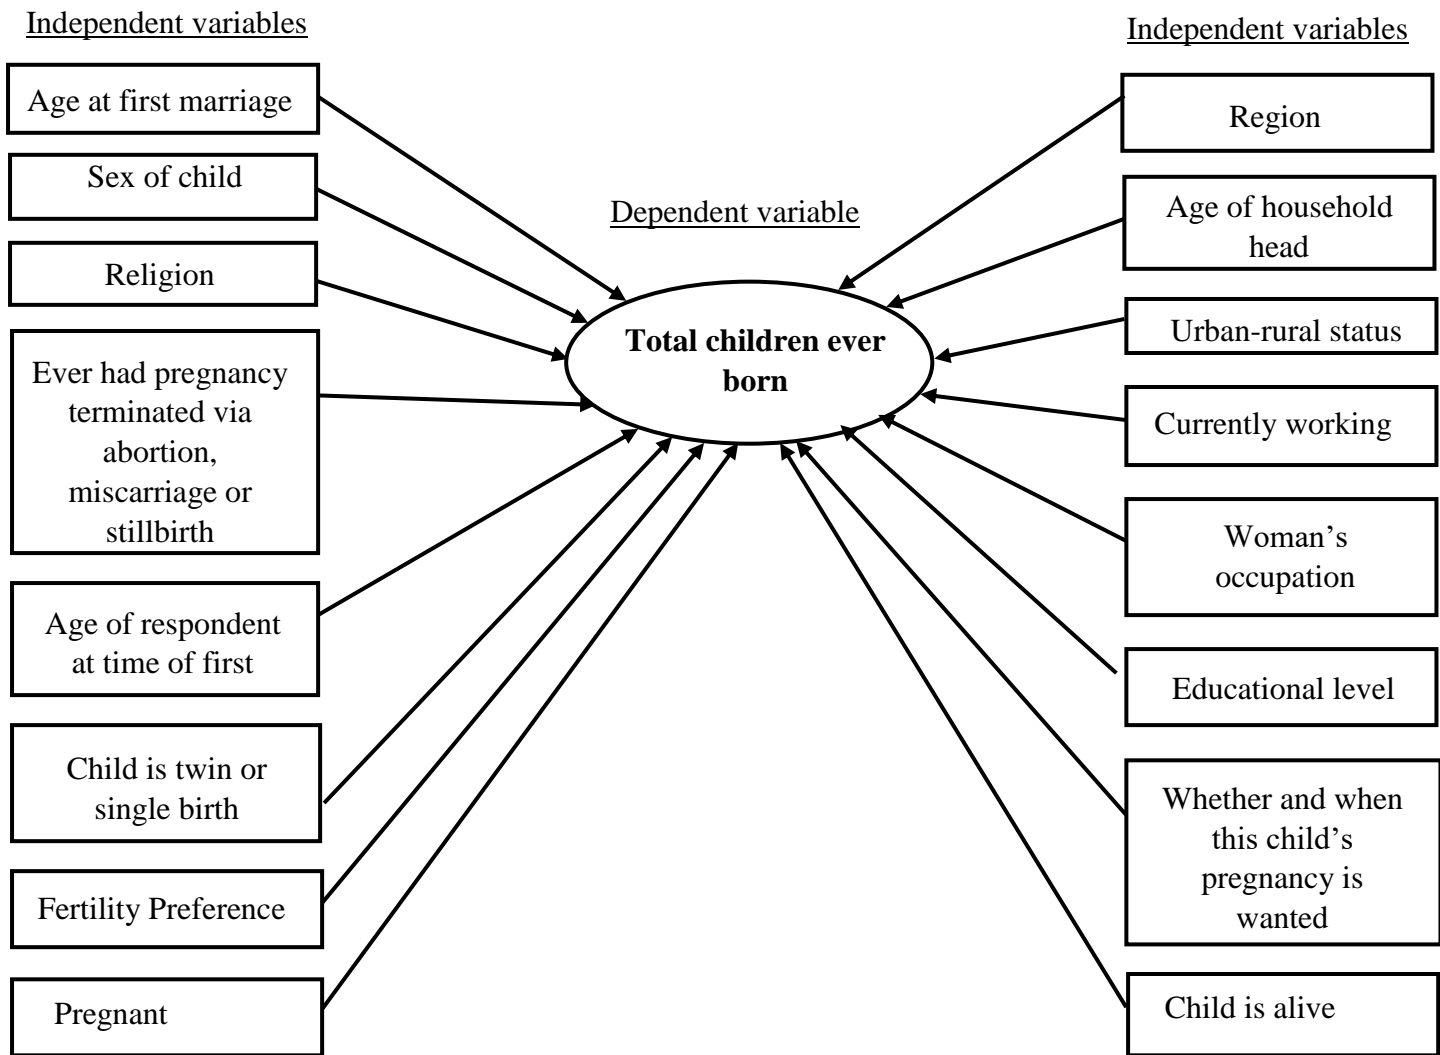 Independent variables
Age at first marriage
Sex of child
Religion
Ever had pregnancy
terminated via
abortion,
miscarriage or
stillbirth
Age of respondent
at time of first
Child is twin or
single birth
Fertility Preference
Pregnant
Dependent variable
Total children ever
born
Independent variables
Region
Age of household
head
Urban-rural status
Currently working
Woman’s
occupation
Educational level
Whether and when
this child’s
pregnancy is
wanted
Child is alive